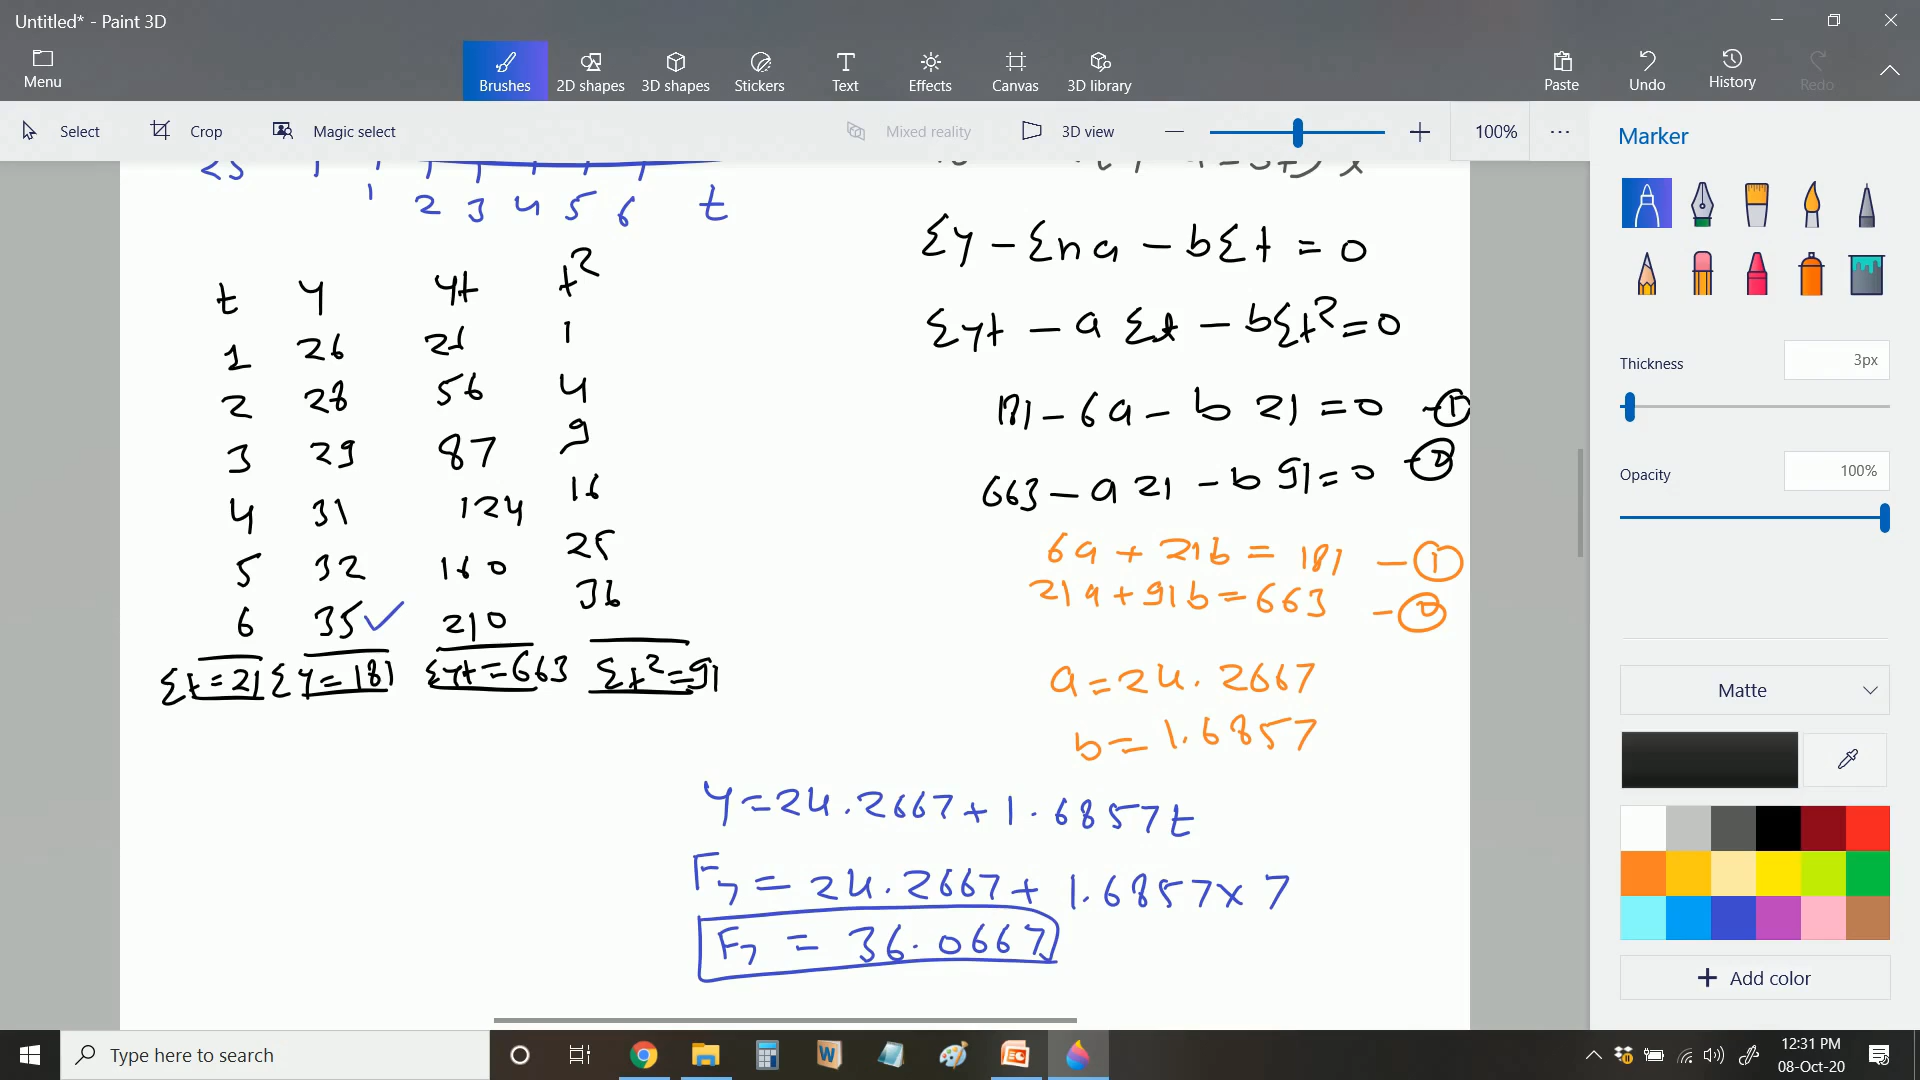 Untitled* - Paint 3D
Menu
Brushes 2D shapes 3D shapes Stickers Text Effects Canvas 3D library Paste Undo History Redo
Select Crop Magic select Mixed reality 3D view 100%
Marker
25 1 2 3 4 5 6 t
Thickness 3px
Opacity 100%
Matte
Add color
t y yt t²
1 26 26 1
2 28 56 4
3 29 87 9
4 31 124 16
5 32 160 25
6 35 210 36
Σt=21 Σy=181 Σyt=663 Σt²=91
Σy - Σna - bΣt = 0
Σyt - a Σt - bΣt² = 0
181 - 6a - b 21 = 0 - ①
663 - a 21 - b 91 = 0 - ②
6a + 21b = 181 - ①
21a + 91b = 663 - ②
a = 24.2667
b = 1.6857
y = 24.2667 + 1.6857t
F7 = 24.2667 + 1.6857 x 7
F7 = 36.0667
Type here to search
12:31 PM
08-Oct-20